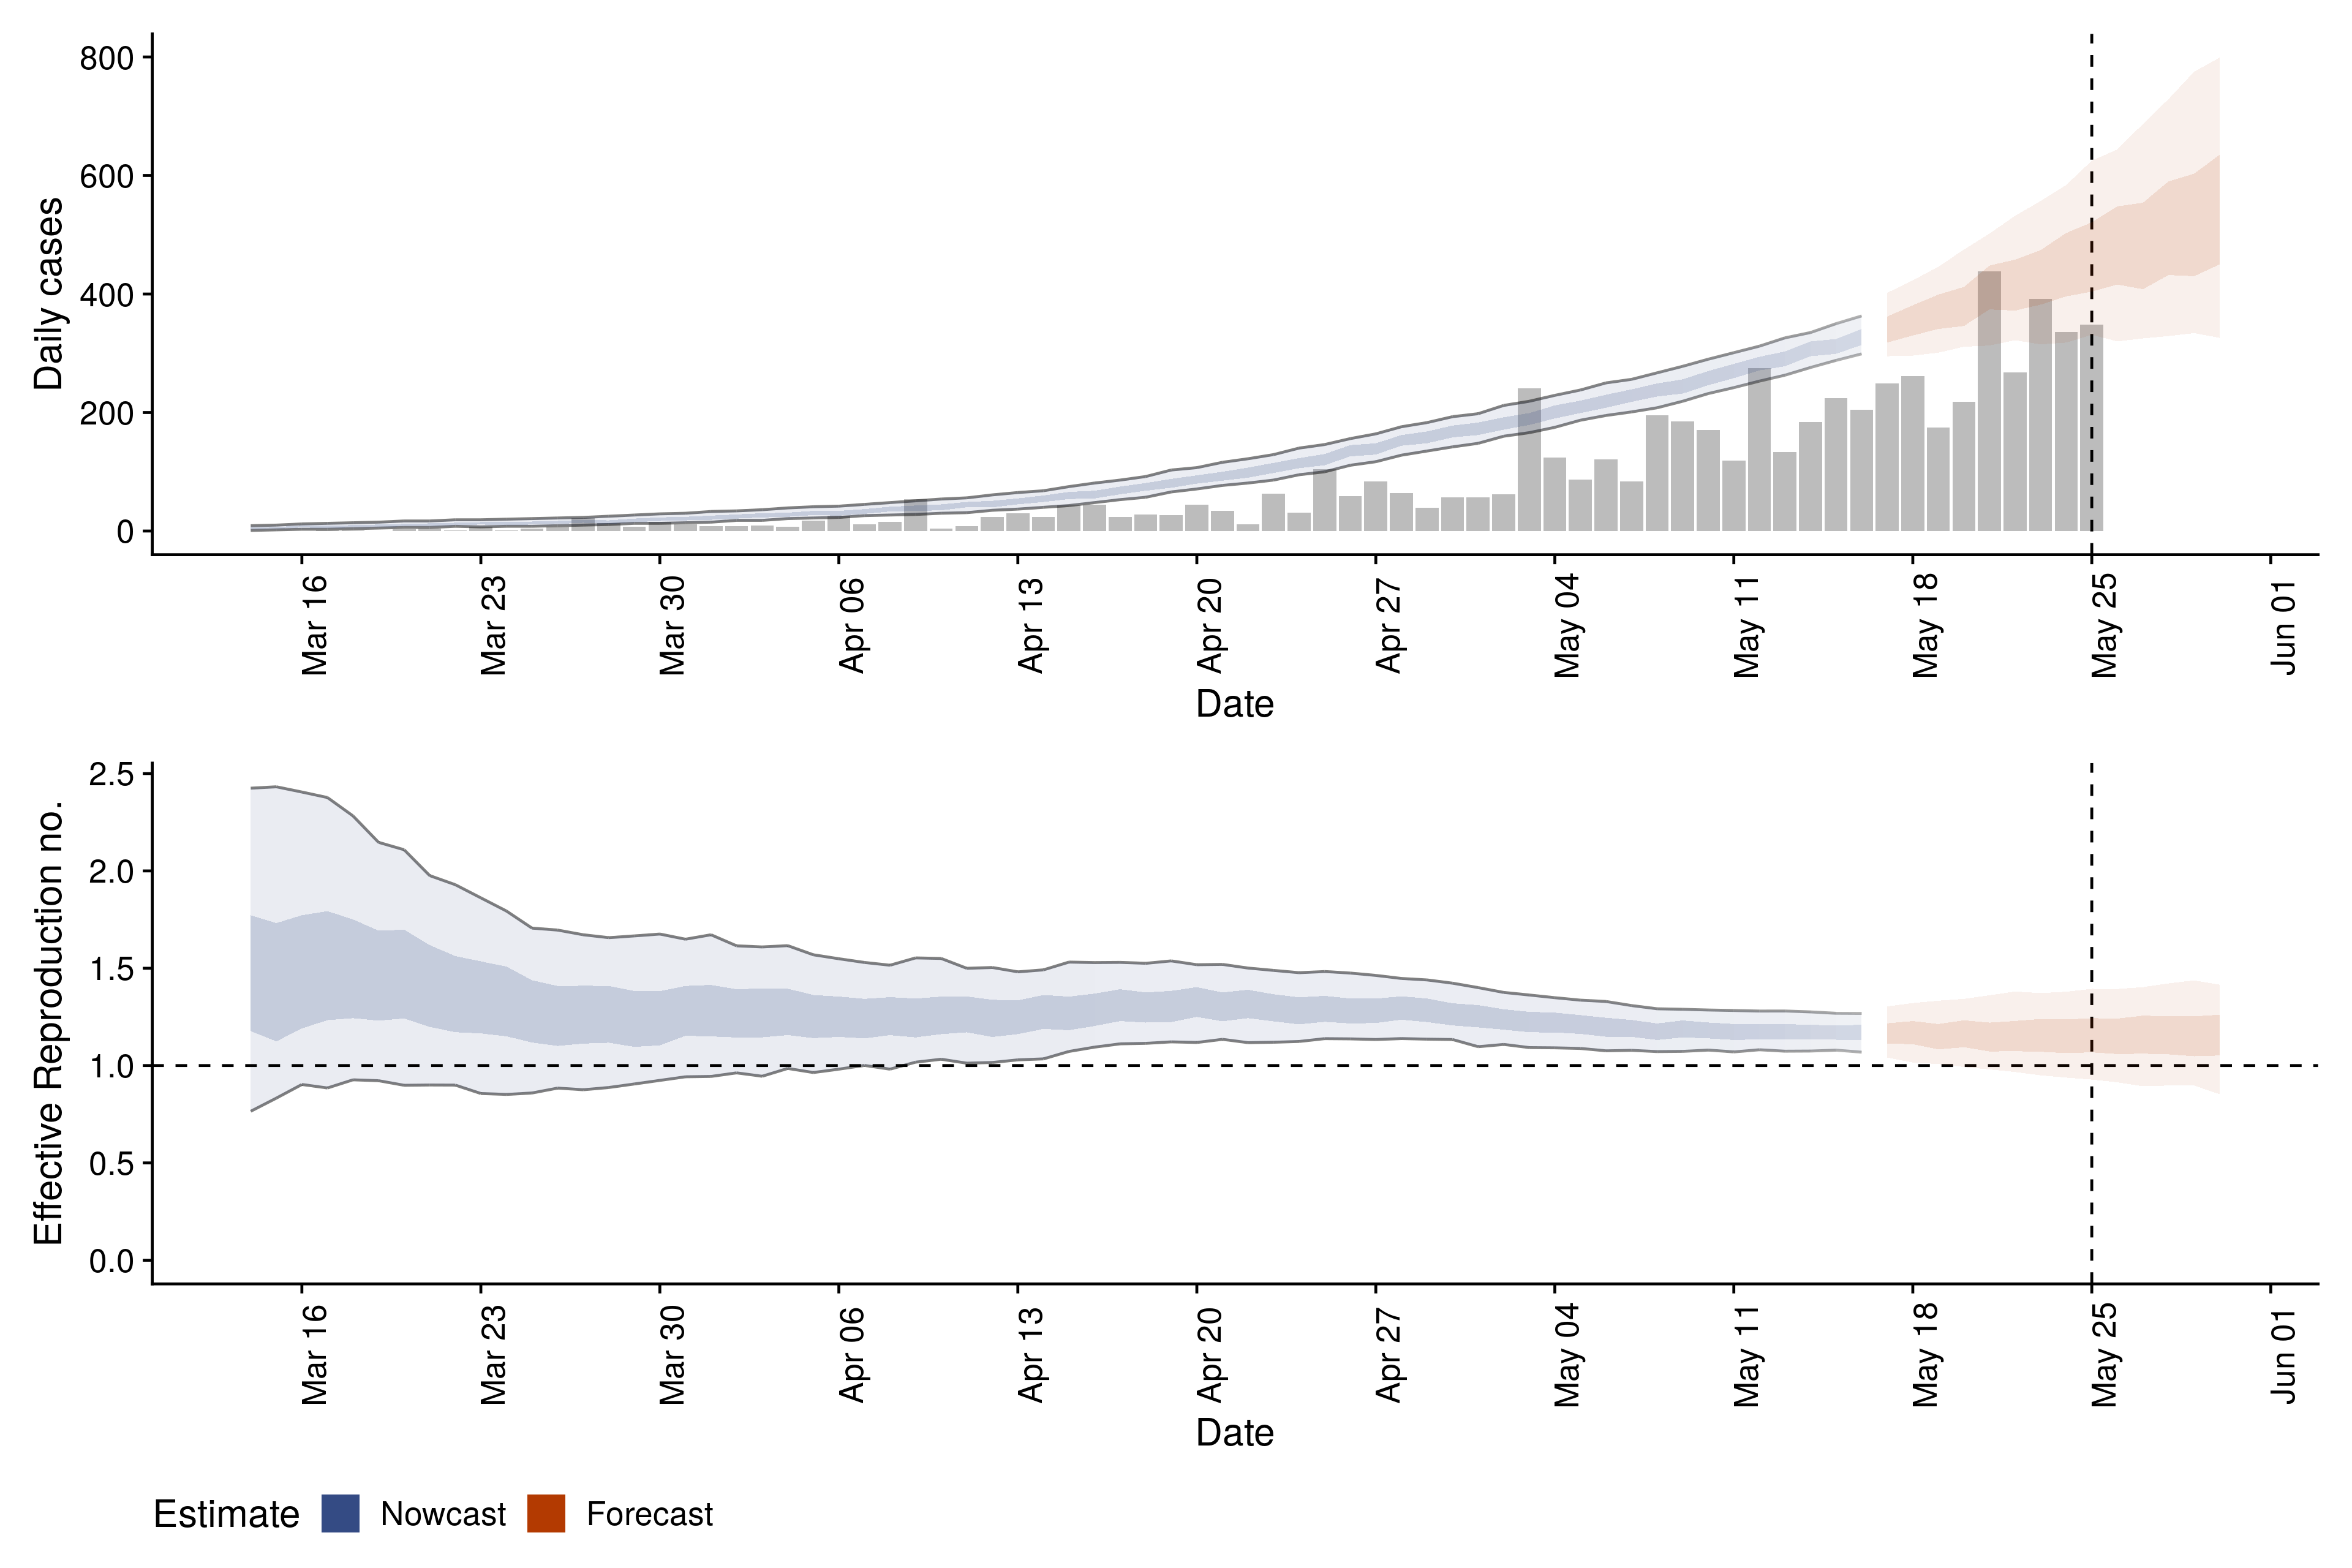 Daily cases
800
600
400
200
0
Mar 16
Mar 23
Mar 30
Apr 06
Apr 13
Apr 20
Apr 27
May 04
May 11
May 18
May 25
Jun 01
Date
Effective Reproduction no.
2.5
2.0
1.5
1.0
0.5
0.0
Mar 16
Mar 23
Mar 30
Apr 06
Apr 13
Apr 20
Apr 27
May 04
May 11
May 18
May 25
Jun 01
Date
Estimate Nowcast Forecast